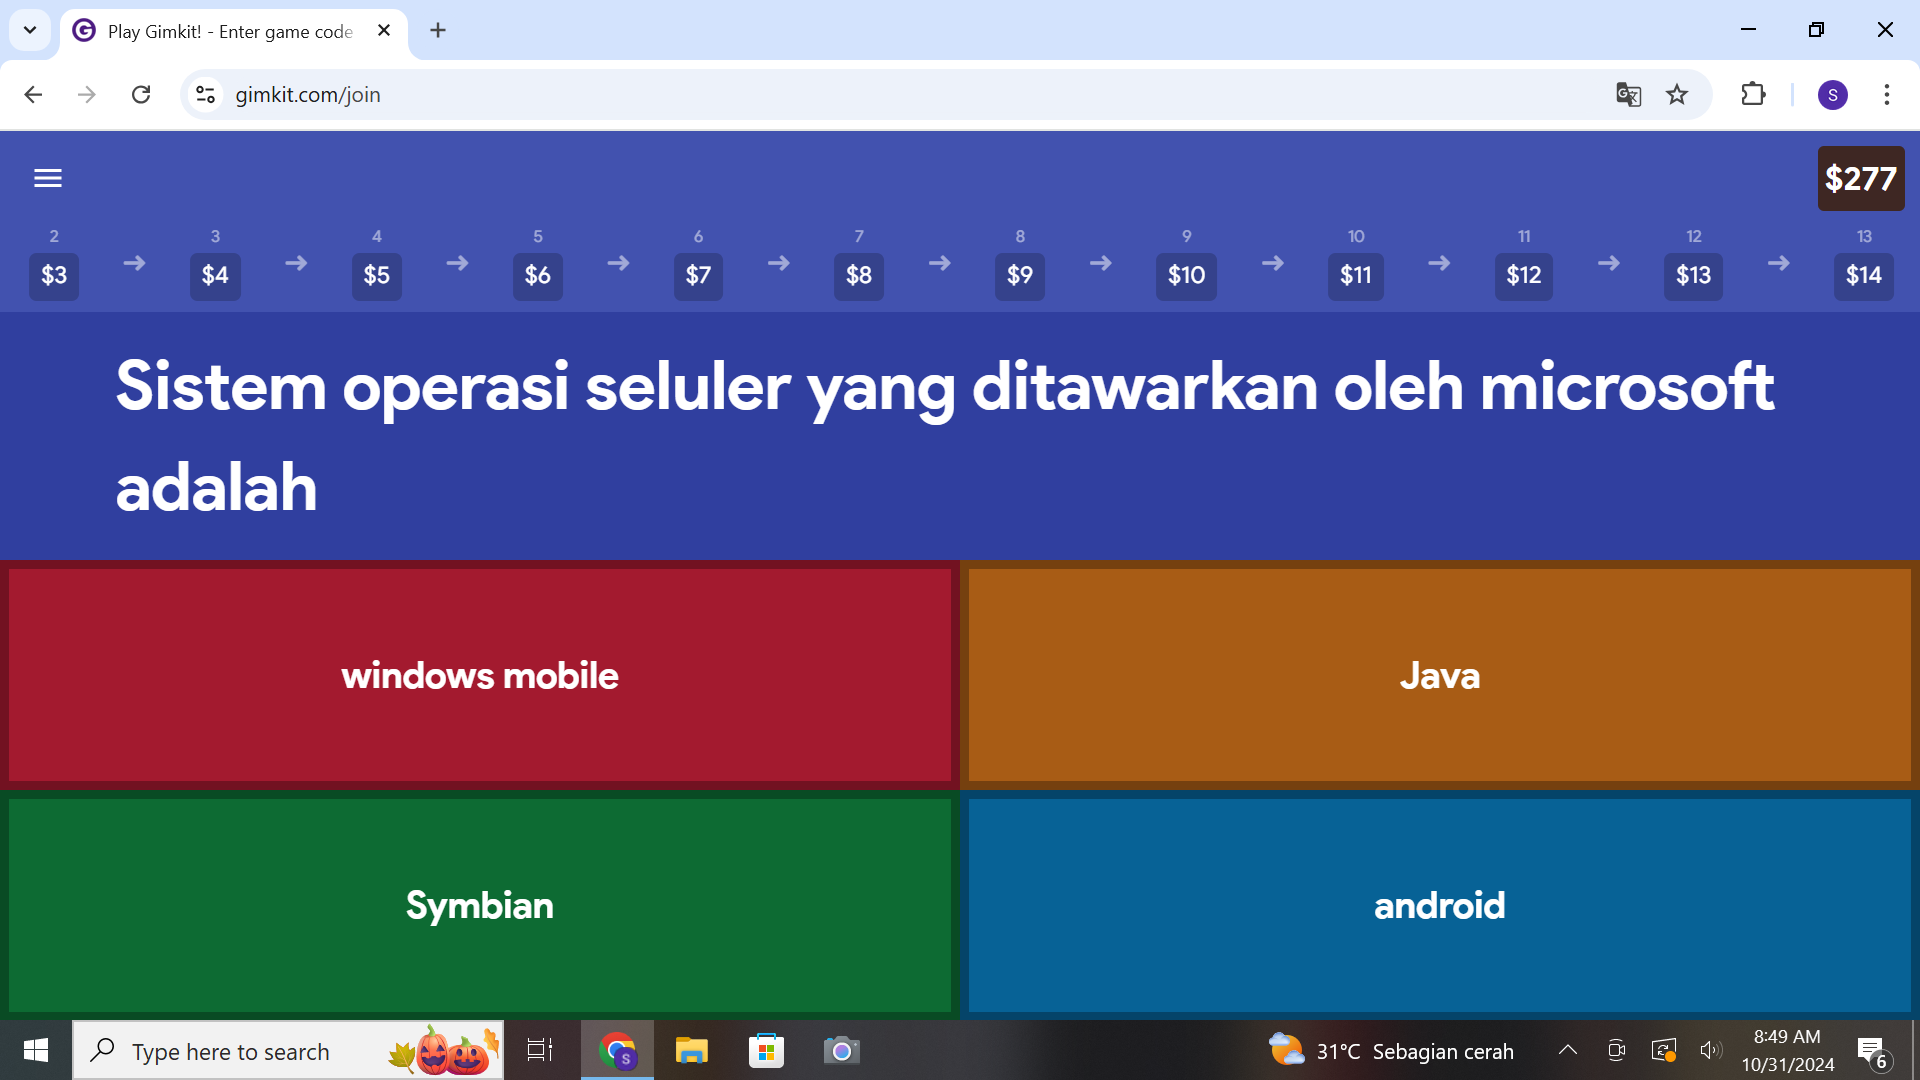 Play Gimkit! - Enter game code
gimkit.com/join
S
$277
2 3 4 5 6 7 8 9 10 11 12 13
$3 $4 $5 $6 $7 $8 $9 $10 $11 $12 $13 $14
Sistem operasi seluler yang ditawarkan oleh microsoft
adalah
windows mobile
Java
Symbian
android
Type here to search
S
31°C Sebagian cerah
8:49 AM
10/31/2024
6